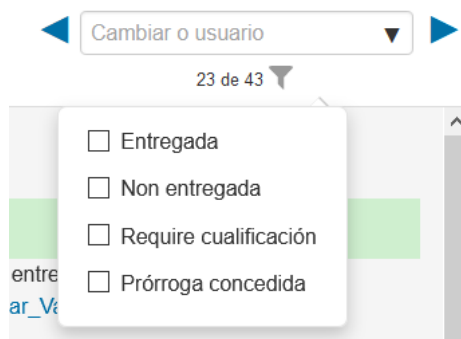 Cambiar o usuario
23 de 43
Entregada
Non entregada
Require cualificación
Prórroga concedida
entre
ar_Va